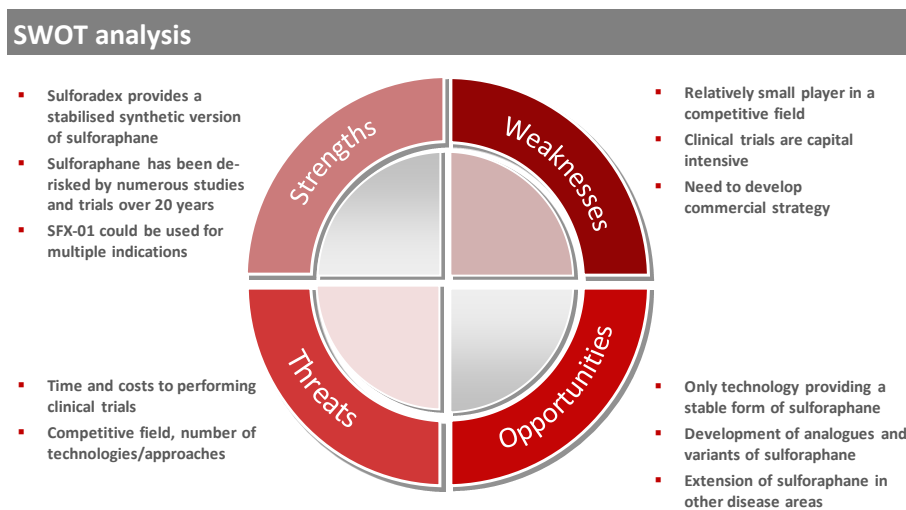 SWOT analysis
▪ Sulforadex provides a
stabilised synthetic version
of sulforaphane
▪ Sulforaphane has been de-
risked by numerous studies
and trials over 20 years
▪ SFX-01 could be used for
multiple indications
Strengths
Weaknesses
▪ Relatively small player in a
competitive field
▪ Clinical trials are capital
intensive
▪ Need to develop
commercial strategy
▪ Time and costs to performing
clinical trials
▪ Competitive field, number of
technologies/approaches
Threats
Opportunities
▪ Only technology providing a
stable form of sulforaphane
▪ Development of analogues and
variants of sulforaphane
▪ Extension of sulforaphane in
other disease areas